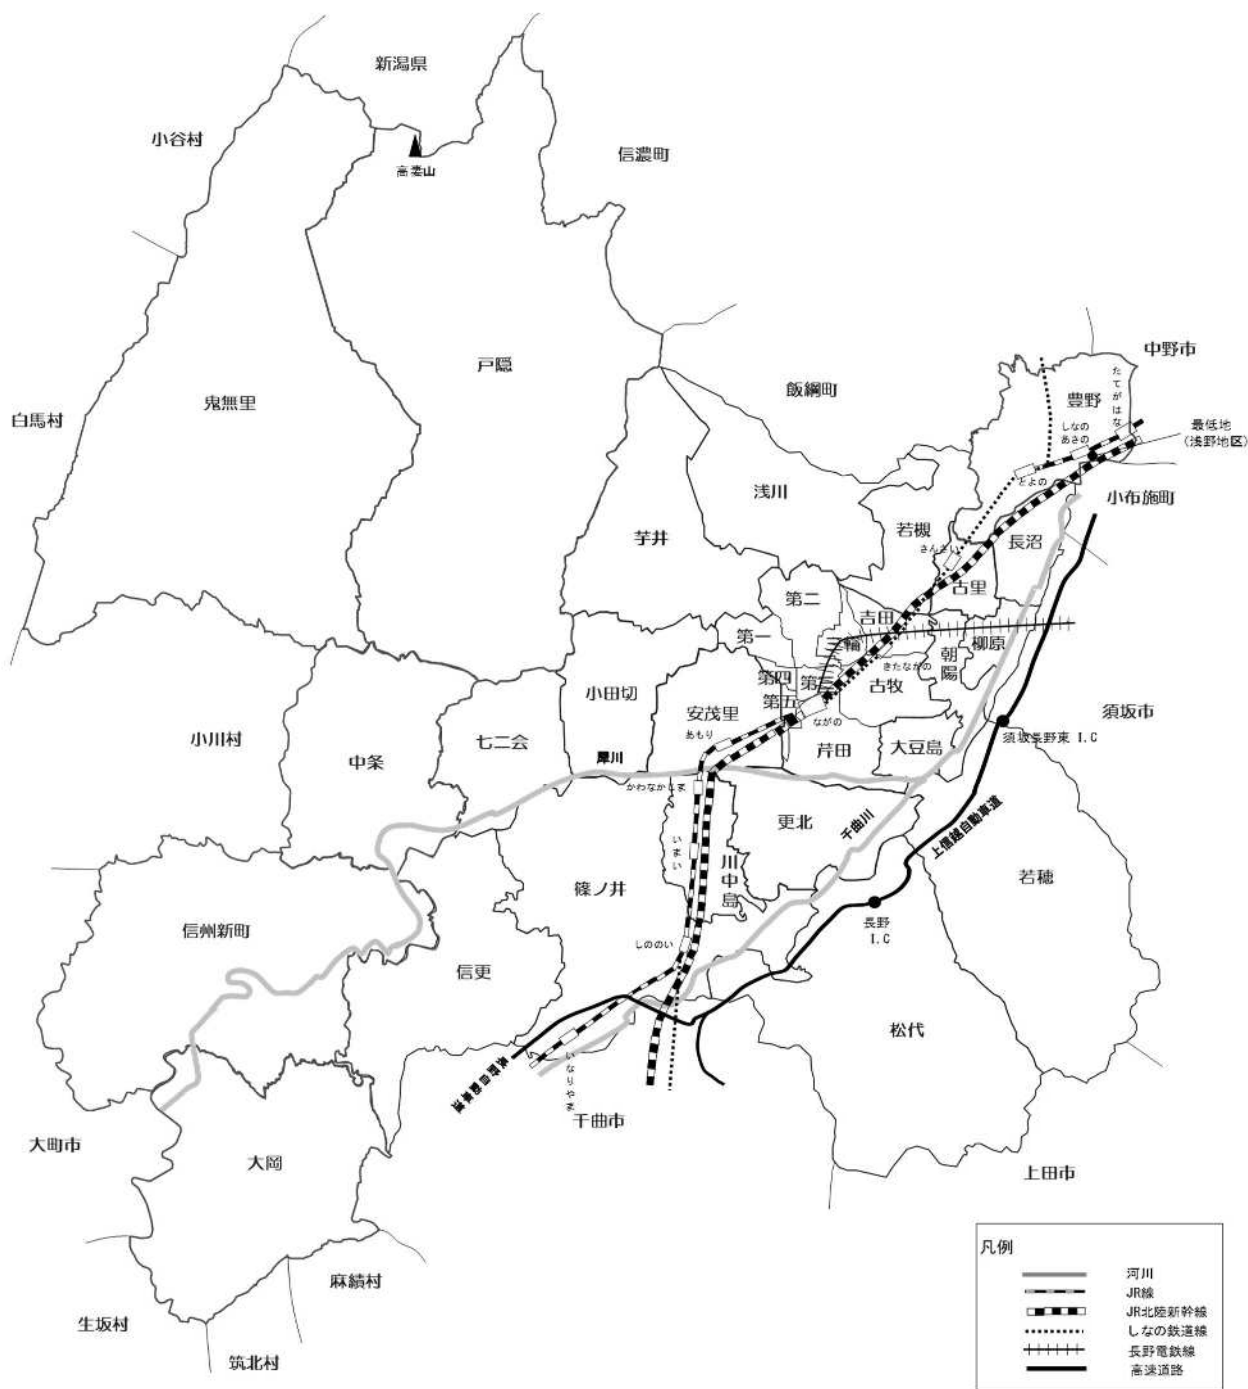 新潟県
小谷村
信濃町
高妻山
中野市
たてがはな
戸隠
飯綱町
豊野
鬼無里
白馬村
しなの
あさの
最低地
(浅野地区)
とよの
浅川
小布施町
若槻
芋井
長沼
さんさい
古里
第二
吉田
第一
三輪
柳原
朝陽
きたながの
第四
第三
古牧
小田切
第五
安茂里
ながの
須坂市
小川村
七二会
あもり
須坂長野東 I.C
中条
犀川
芹田
大豆島
かわなかじま
更北
千曲川
上信越自動車道
いまい
川中島
若穂
篠ノ井
長野
I.C
信州新町
しののい
信更
松代
長野自動車道
いなりやま
千曲市
大町市
大岡
上田市
麻績村
生坂村
筑北村
凡例
河川
JR線
JR北陸新幹線
しなの鉄道線
長野電鉄線
高速道路